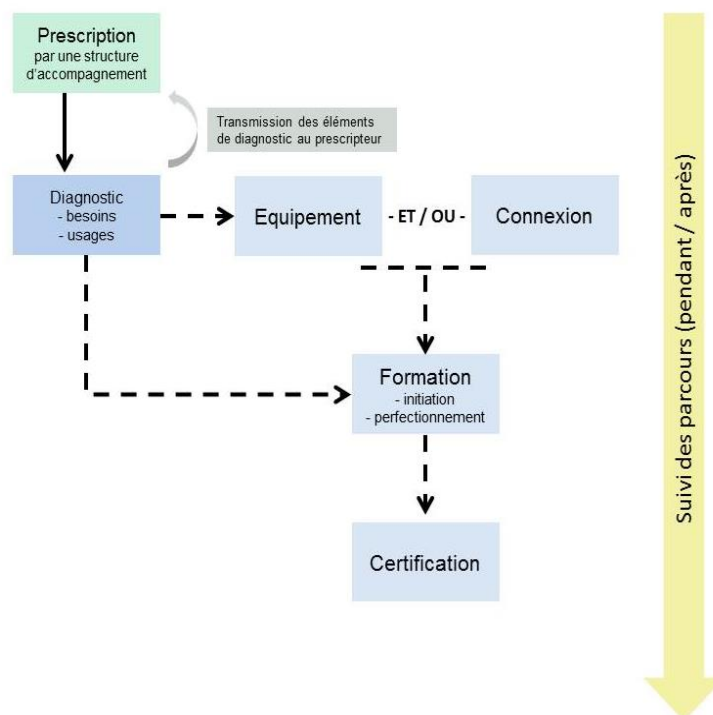 Prescription
par une structure
d'accompagnement
Transmission des éléments
de diagnostic au prescripteur
Diagnostic
- besoins
- usages
Equipement
- ET / OU -
Connexion
Formation
- initiation
- perfectionnement
Certification
Suivi des parcours (pendant / après)